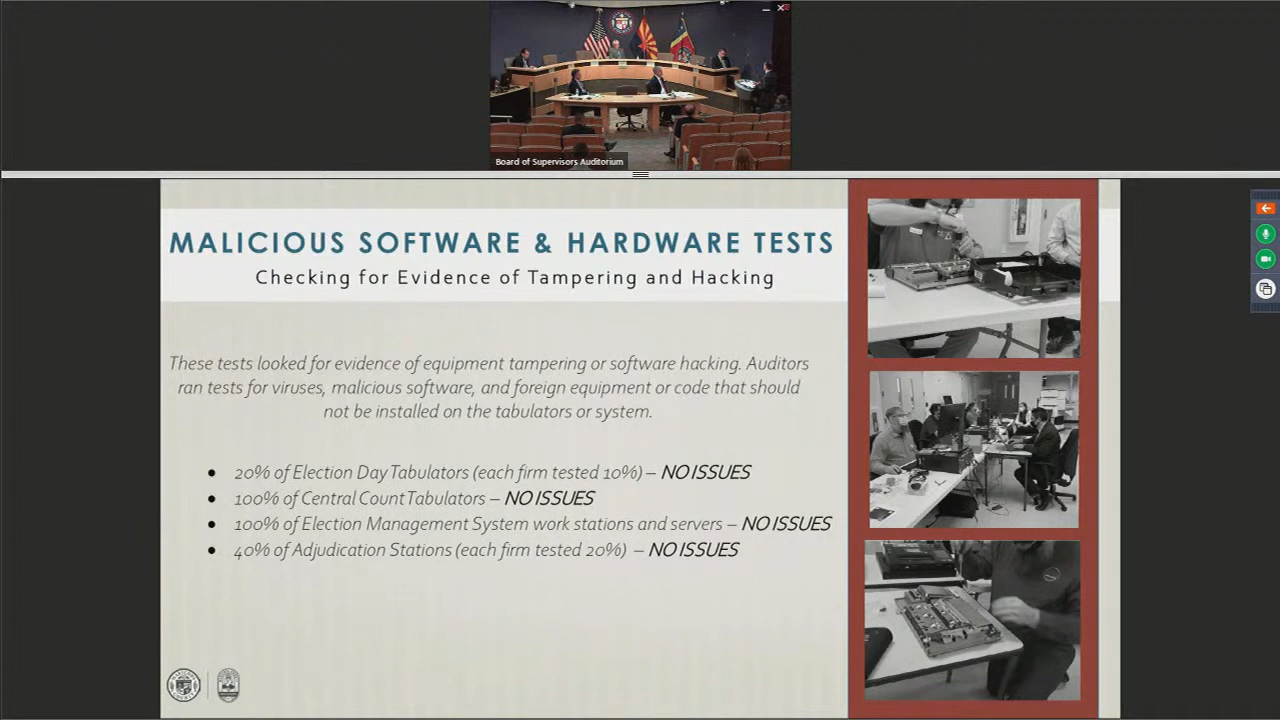 Board of Supervisors Auditorium
MALICIOUS SOFTWARE & HARDWARE TESTS
Checking for Evidence of Tampering and Hacking
These tests looked for evidence of equipment tampering or software hacking. Auditors
ran tests for viruses, malicious software, and foreign equipment or code that should
not be installed on the tabulators or system.
• 20% of Election Day Tabulators (each firm tested 10%) – NO ISSUES
• 100% of Central Count Tabulators – NO ISSUES
• 100% of Election Management System work stations and servers – NO ISSUES
• 40% of Adjudication Stations (each firm tested 20%) – NO ISSUES